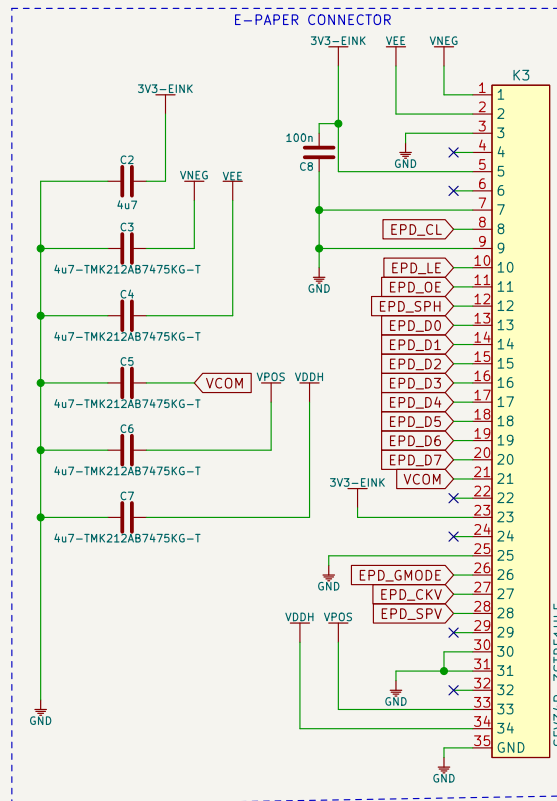 E-PAPER CONNECTOR
3V3-EINK
VEE
VNEG
K3
3V3-EINK
100n
C8
GND
GND
C2
4u7
VNEG
VEE
C3
4u7-TMK212AB7475KG-T
C4
4u7-TMK212AB7475KG-T
C5
4u7-TMK212AB7475KG-T
VCOM
VPOS
VDDH
C6
4u7-TMK212AB7475KG-T
C7
4u7-TMK212AB7475KG-T
GND
1 1
2 2
3 3
4 4
5 5
6 6
7 7
EPD_CL 8 8
9 9
EPD_LE 10 10
EPD_OE 11 11
EPD_SPH 12 12
EPD_D0 13 13
EPD_D1 14 14
EPD_D2 15 15
EPD_D3 16 16
EPD_D4 17 17
EPD_D5 18 18
EPD_D6 19 19
EPD_D7 20 20
VCOM 21 21
22 22
3V3-EINK
23 23
24 24
25 25
GND
EPD_GMODE 26 26
EPD_CKV 27 27
EPD_SPV 28 28
VDDH
VPOS
29 29
30 30
31 31
GND
32 32
33 33
34 34
35 GND
GND